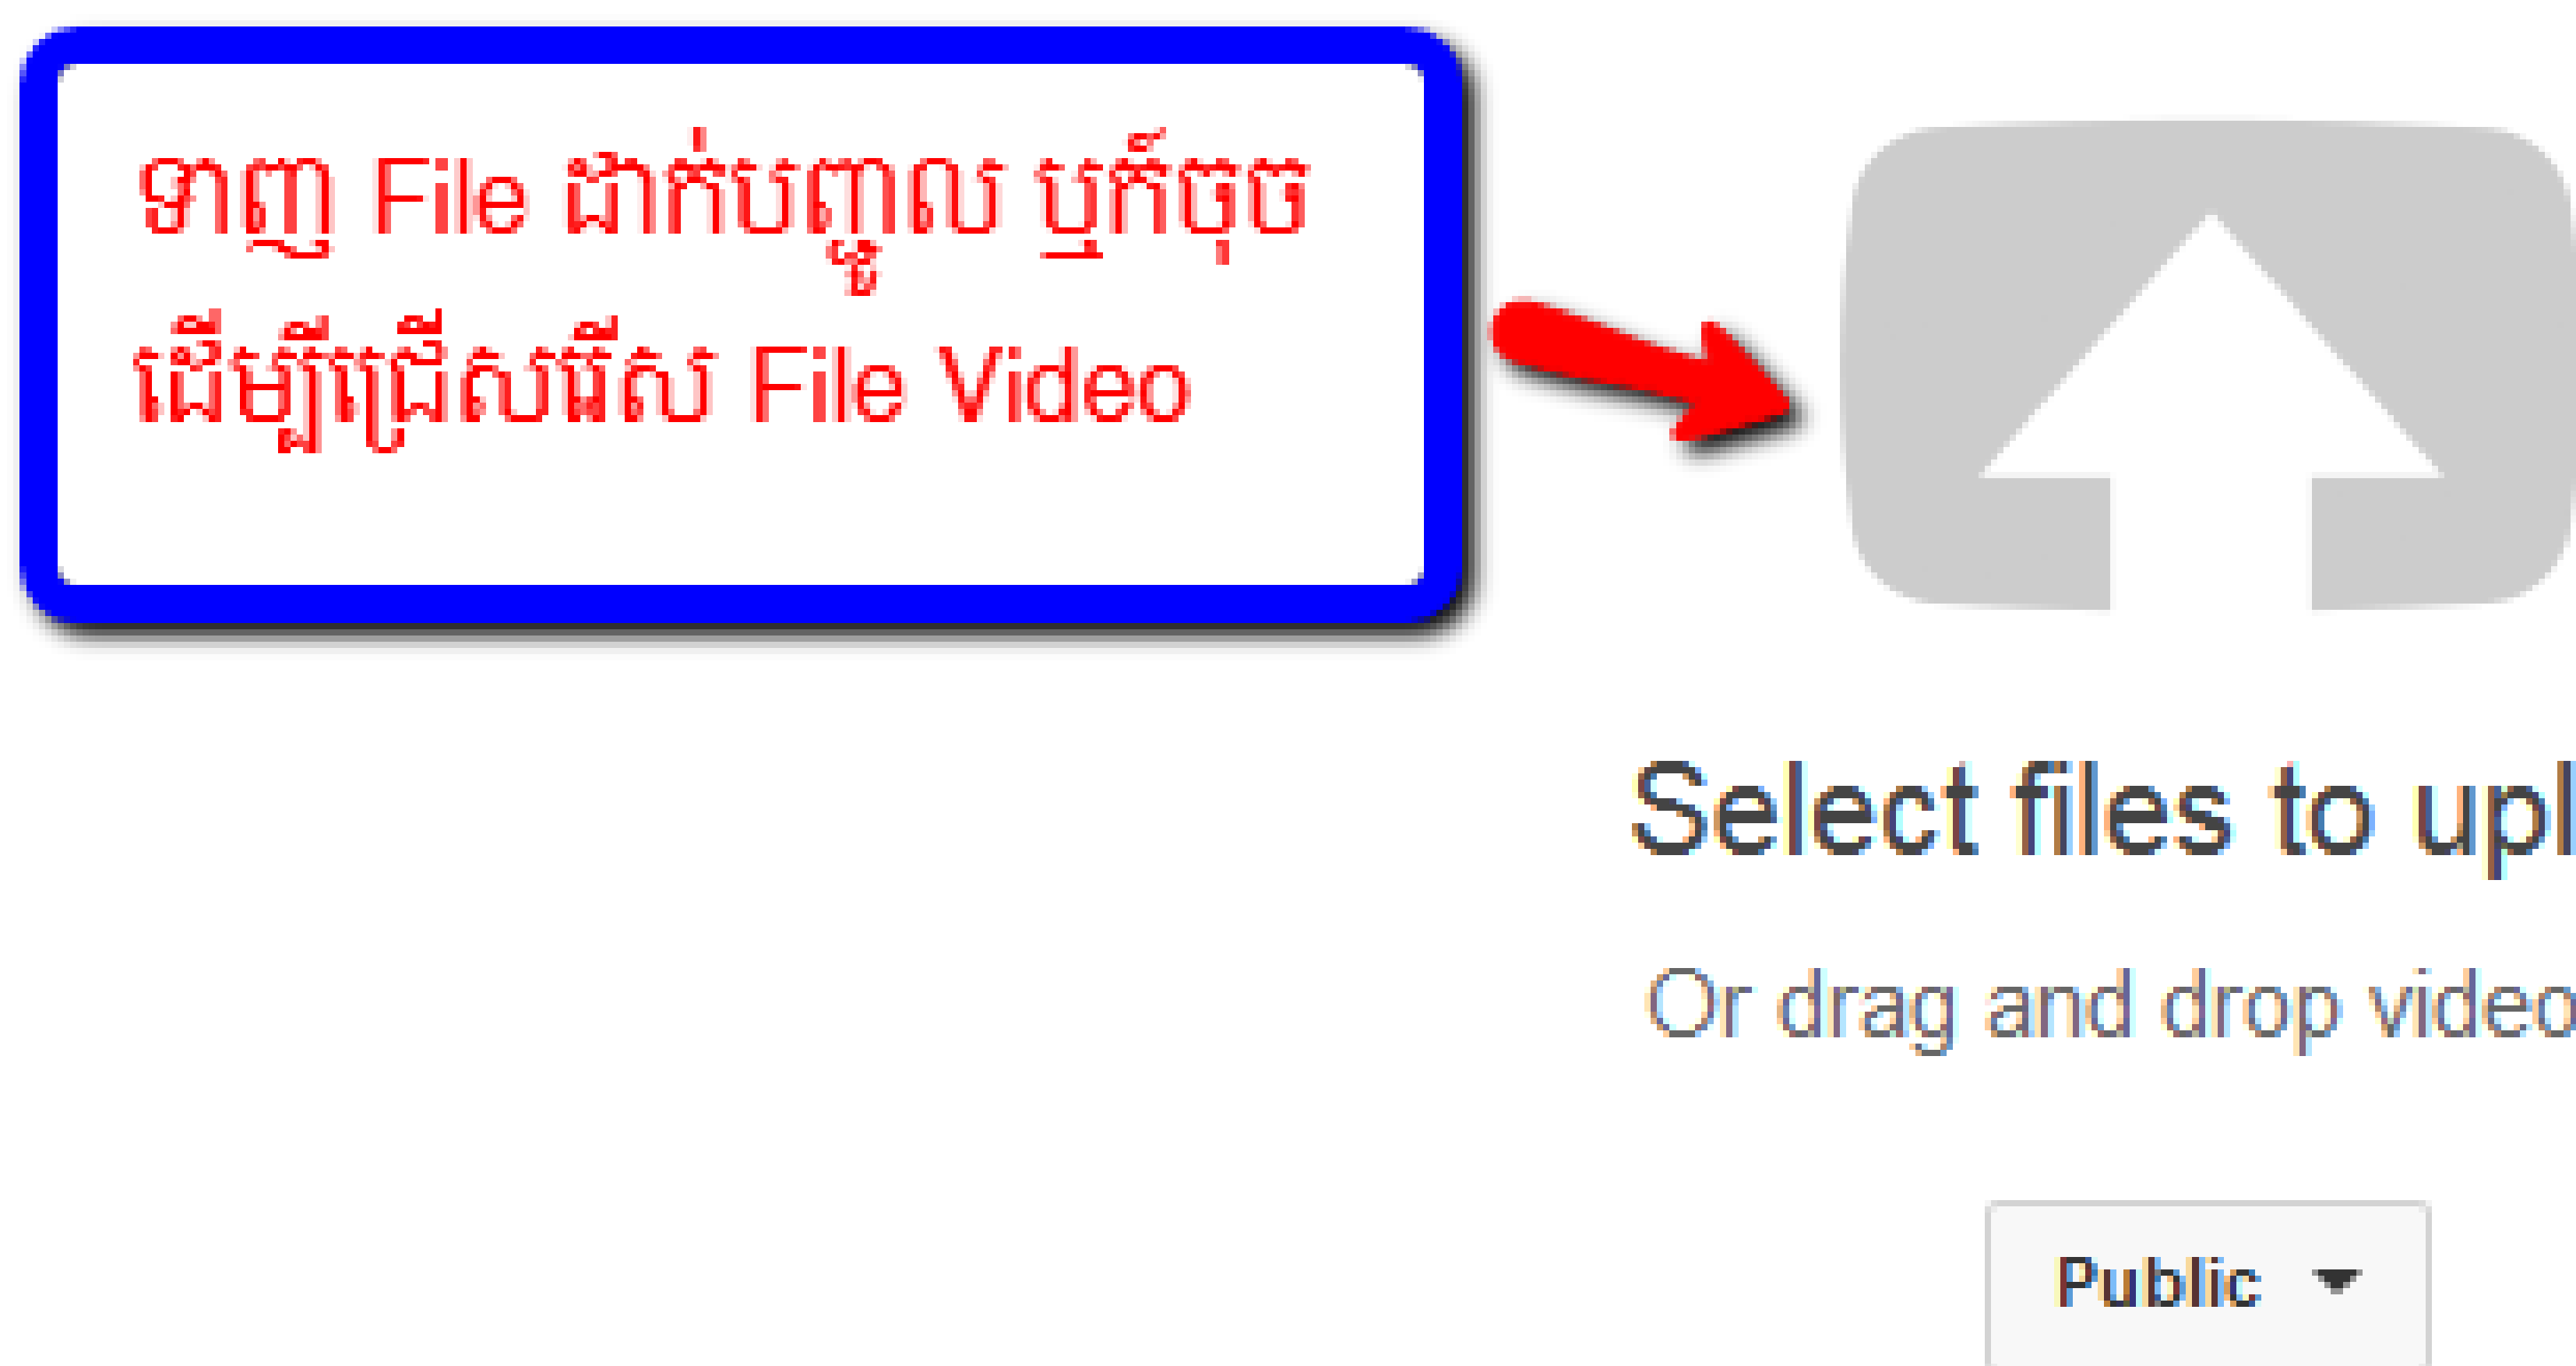 ទាញ File ដាក់បញ្ចូល ឬក៏ចុច
ដើម្បីជ្រើសរើស File Video
Select files to upl
Or drag and drop video
Public